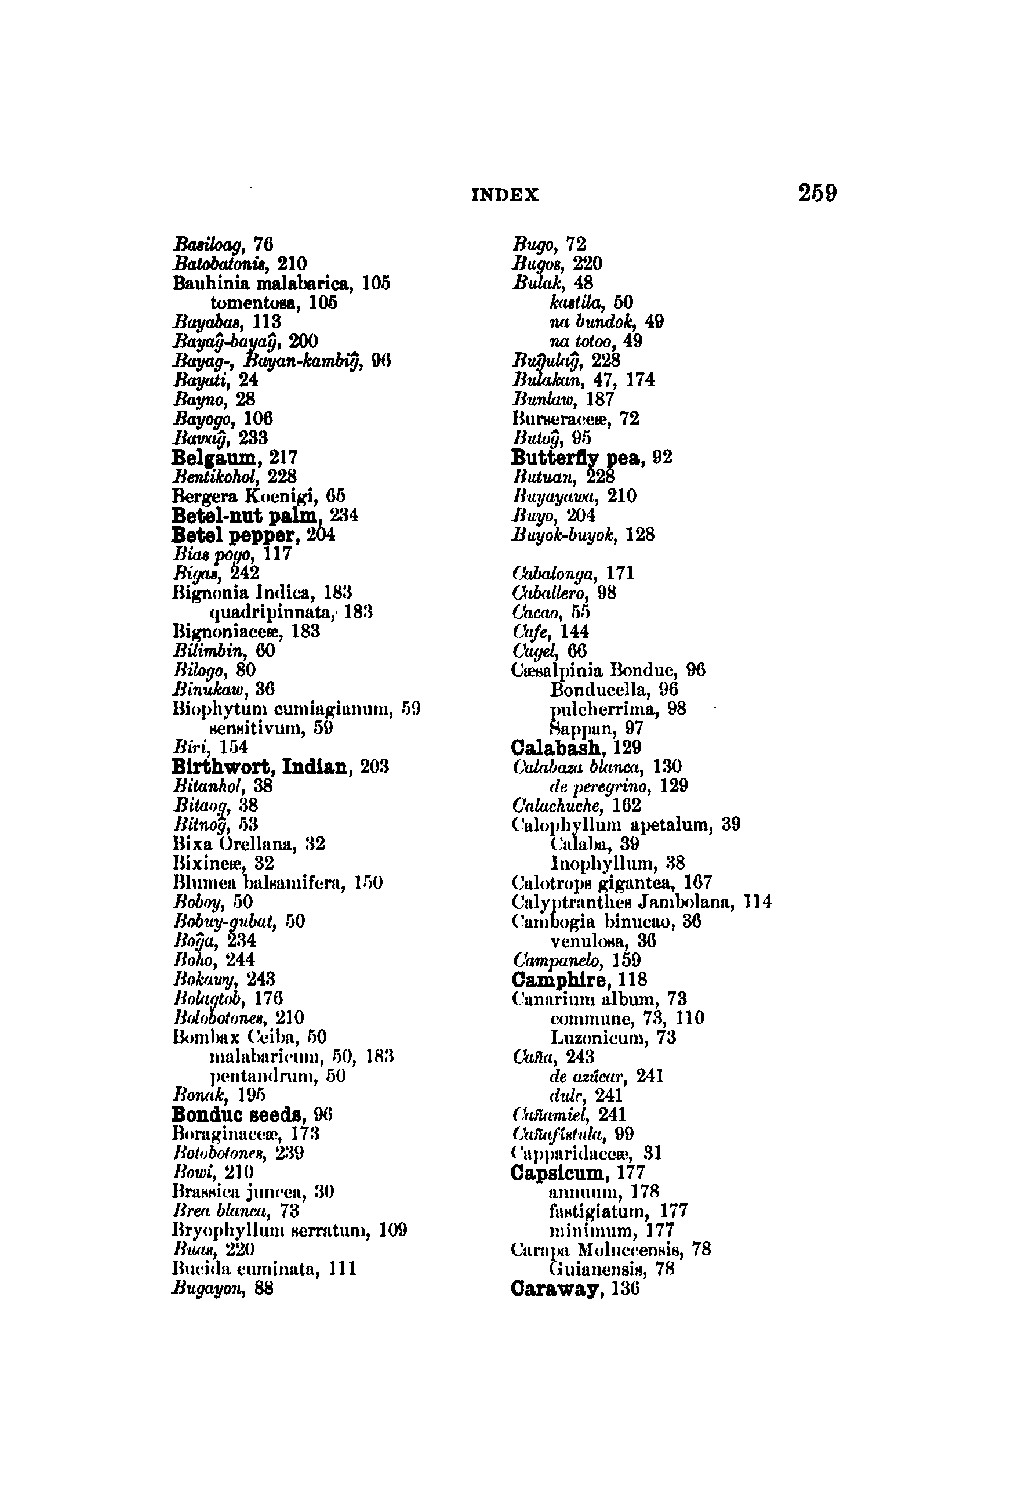 INDEX 259
Basiloag, 76
Batobatonis, 210
Bauhinia malabarica, 105
tomentosa, 105
Bayabas, 113
Bayag̃-bayag̃, 200
Bayag-, Bayan-kambig̃, 96
Bayati, 24
Bayno, 28
Bayogo, 106
233
Belgaum, 217
Bentikohol, 228
Bergera Koenigi, 65
Betel-nut palm, 234
Betel pepper, 204
Bias pogo, 117
Bigas, 242
Bignonia Indica, 183
quadripinnata, 183
Bignoniaceæ, 183
Bilimbin, 60
Bilogo, 80
Binukaw, 36
Biophytum cumiagianum, 59
sensitivum, 59
Biri, 154
Birthwort, Indian, 203
Bitanhol, 38
Bitaog, 38
Bitnog̃, 53
Bixa Orellana, 32
Bixineæ, 32
Blumea balsamifera, 150
Boboy, 50
Bobuy-gubat, 50
Bog̃a, 234
Boho, 244
Bokawy, 243
Bolagtob, 176
Bolobotones, 210
Bombax Ceiba, 50
malabaricum, 50, 183
pentandrum, 50
Bonak, 195
Bonduc seeds, 96
Boraginaceæ, 173
Botobotones, 239
Bowi, 210
Brassica juncea, 30
Brea blanca, 73
Bryophyllum serratum, 109
Buas, 220
Bucida cuminata, 111
Bugayon, 88
Bugo, 72
Bugos, 220
Bulak, 48
kastila, 50
na bundok, 49
na totoo, 49
Bug̃ulag̃, 228
Bulakan, 47, 174
Bunlaw, 187
Burseraceæ, 72
Butog̃, 95
Butterfly pea, 92
Butuan, 228
Buyayawa, 210
Buyo, 204
Buyok-buyok, 128
Cabalonga, 171
Caballero, 98
Cacao, 55
Cafe, 144
Cagel, 66
Cæsalpinia Bonduc, 96
Bonducella, 96
pulcherrima, 98
Sappan, 97
Calabash, 129
Calabaza blanca, 130
de peregrino, 129
Calachuche, 162
Calophyllum apetalum, 39
Calaba, 39
Inophyllum, 38
Calotrops gigantea, 167
Calyptranthes Jambolana, 114
Cambogia binucao, 36
venulosa, 36
Campanelo, 159
Camphire, 118
Canarium album, 73
commune, 73, 110
Luzonicum, 73
Caña, 243
de azúcar, 241
dulc, 241
Cañamiel, 241
Cañafistula, 99
Capparidaceæ, 31
Capsicum, 177
annuum, 178
fastigiatum, 177
minimum, 177
Carapa Moluccensis, 78
Guianensis, 78
Caraway, 136